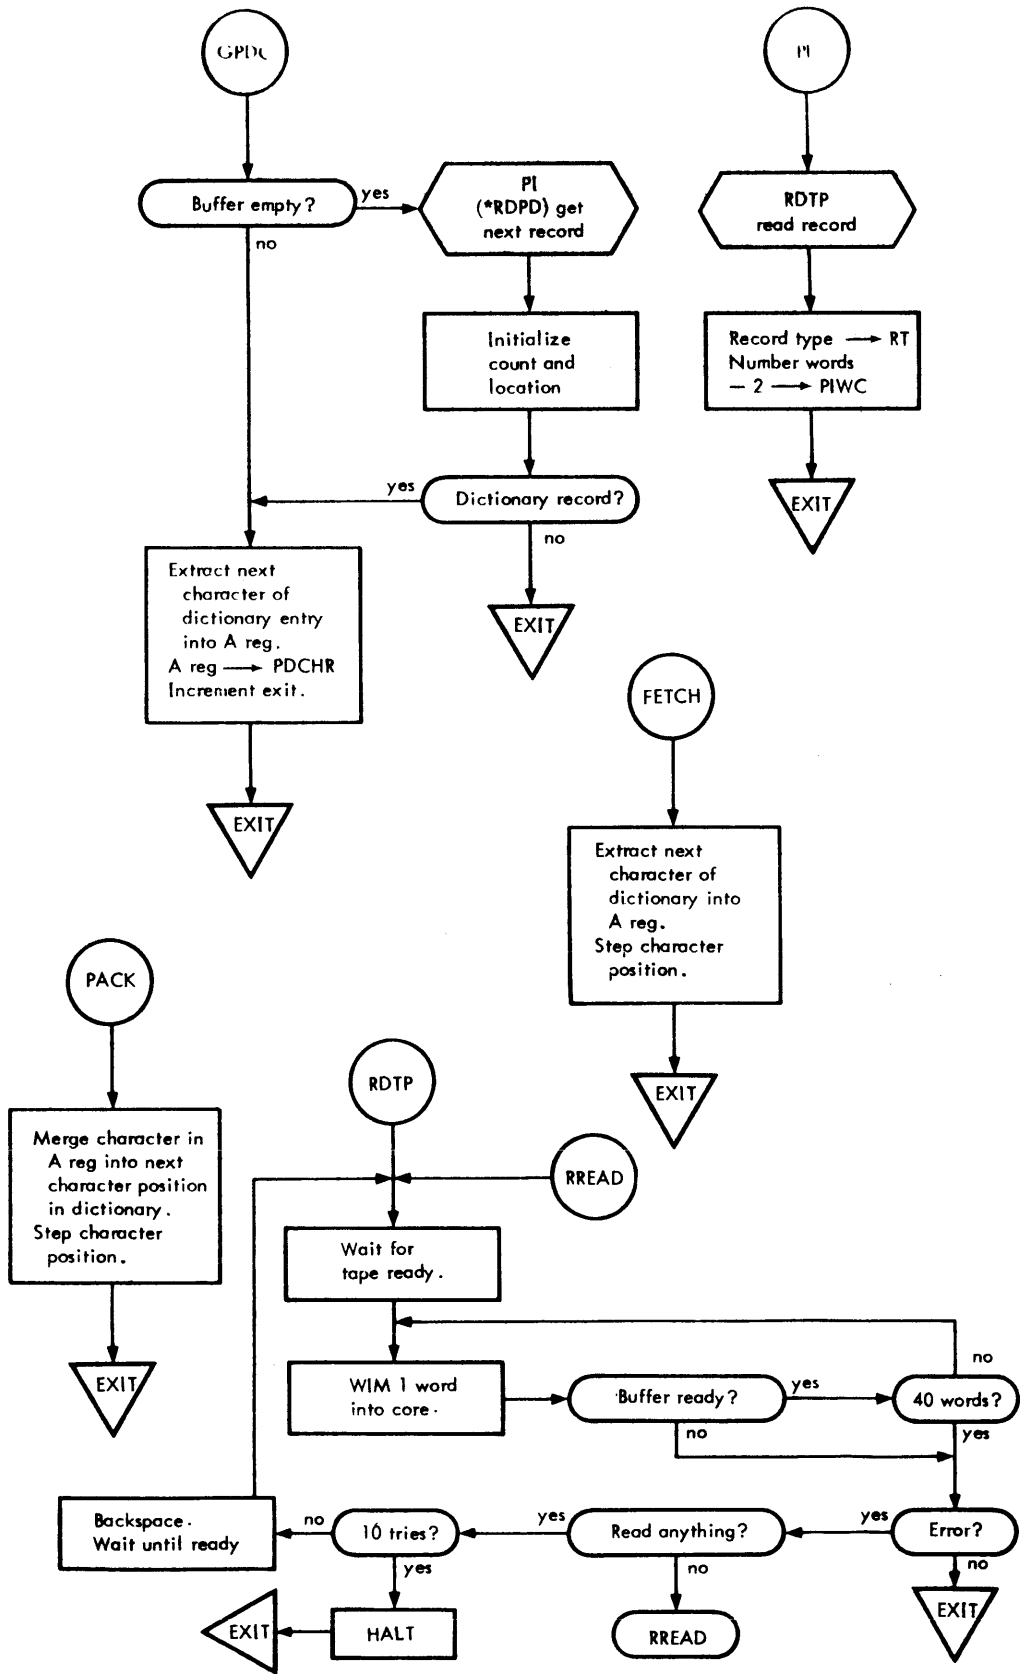 GPDC
PI
Buffer empty?
yes
no
PI
(*RDPD) get
next record
RDTP
read record
Initialize
count and
location
Record type → RT
Number words
– 2 → PIWC
yes
Dictionary record?
no
EXIT
EXIT
Extract next
character of
dictionary entry
into A reg.
A reg → PDCHR
Increment exit.
EXIT
FETCH
Extract next
character of
dictionary into
A reg.
Step character
position.
EXIT
PACK
Merge character in
A reg into next
character position
in dictionary.
Step character
position.
EXIT
RDTP
RREAD
Wait for
tape ready.
WIM 1 word
into core.
Buffer ready?
yes
no
40 words?
no
yes
Error?
yes
no
EXIT
Read anything?
yes
no
RREAD
10 tries?
no
yes
Backspace.
Wait until ready
HALT
EXIT